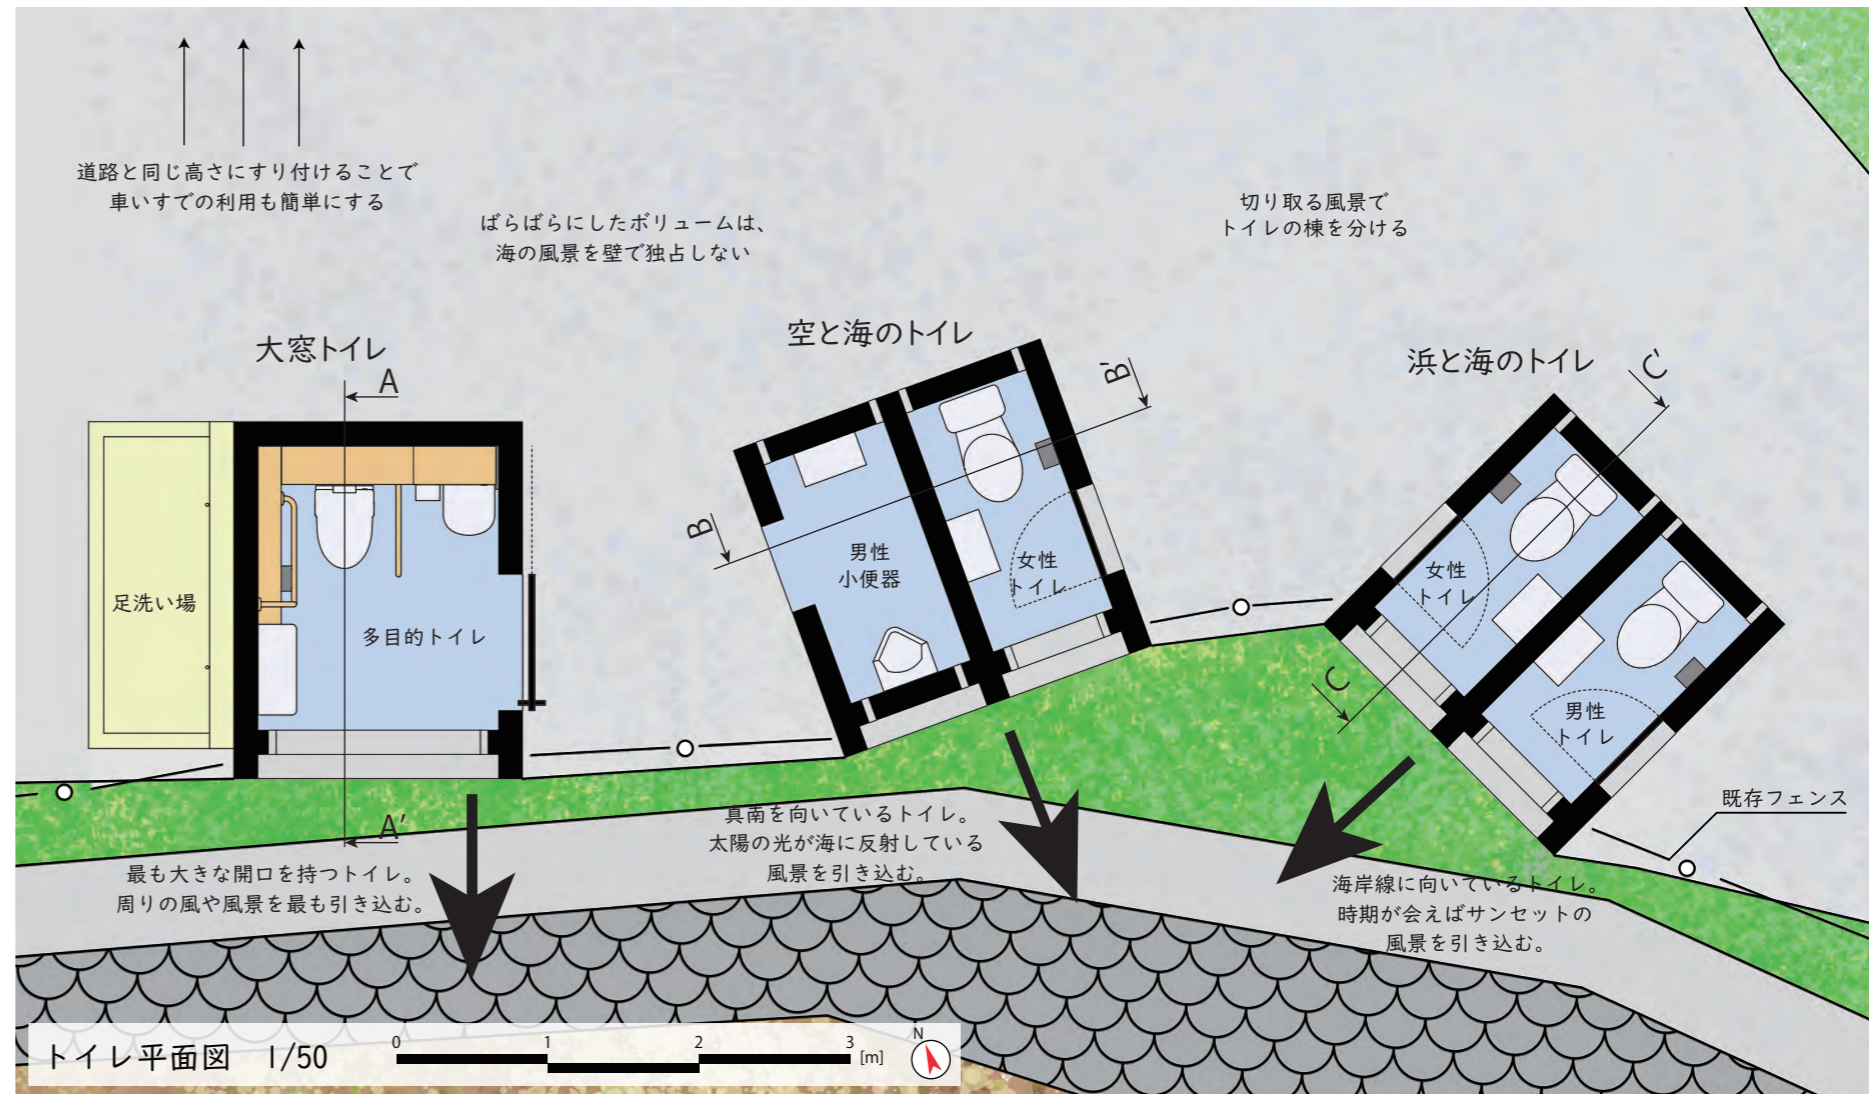 道路と同じ高さにすり付けることで
車いすでの利用も簡単にする
ばらばらにしたボリュームは、
海の風景を壁で独占しない
切り取る風景で
トイレの棟を分ける
大窓トイレ
空と海のトイレ
浜と海のトイレ
A
B'
C'
B
男性
小便器
女性
トイレ
女性
トイレ
足洗い場
多目的トイレ
C
男性
トイレ
既存フェンス
A'
真南を向いているトイレ。
太陽の光が海に反射している
風景を引き込む。
最も大きな開口を持つトイレ。
周りの風や風景を最も引き込む。
海岸線に向いているトイレ。
時期が会えばサンセットの
風景を引き込む。
トイレ平面図 1/50
0 1 2 3 [m]
N